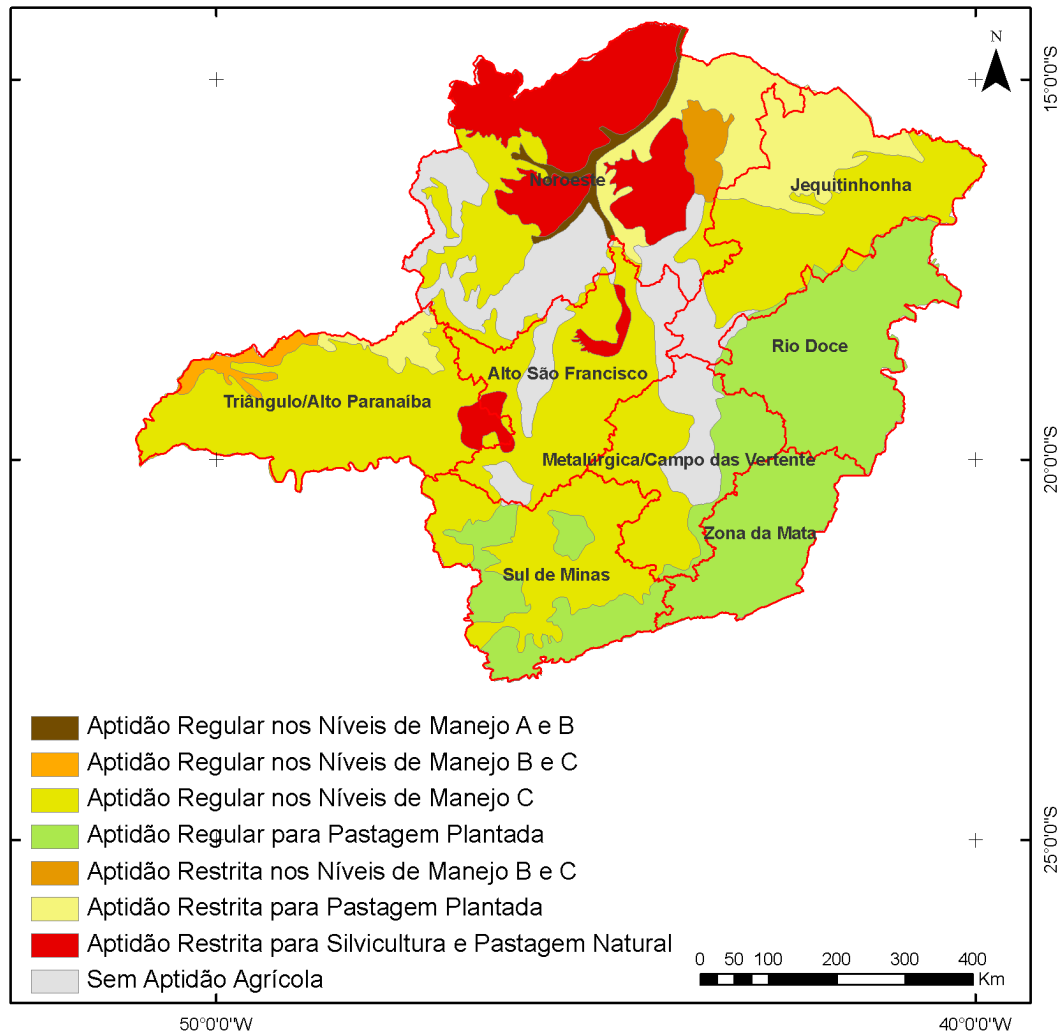 N
15°0'0"S
Noroeste
Jequitinhonha
Rio Doce
Alto São Francisco
Triângulo/Alto Paranaíba
Metalúrgica/Campo das Vertente
20°0'0"S
Zona da Mata
Sul de Minas
Aptidão Regular nos Níveis de Manejo A e B
Aptidão Regular nos Níveis de Manejo B e C
Aptidão Regular nos Níveis de Manejo C
Aptidão Regular para Pastagem Plantada
25°0'0"S
Aptidão Restrita nos Níveis de Manejo B e C
Aptidão Restrita para Pastagem Plantada
Aptidão Restrita para Silvicultura e Pastagem Natural
Sem Aptidão Agrícola
0 50 100 200 300 400
Km
50°0'0"W 40°0'0"W